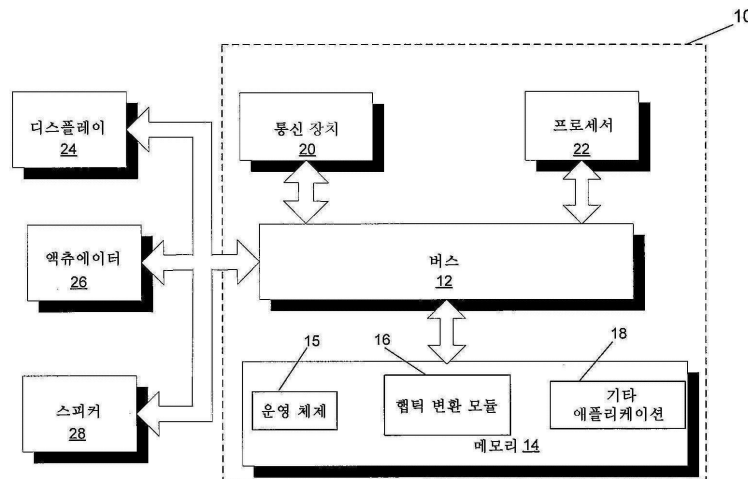 10
디스플레이
24
통신 장치
20
프로세서
22
액츄에이터
26
버스
12
스피커
28
15
운영 체제
16
햅틱 변환 모듈
18
기타
애플리케이션
메모리 14